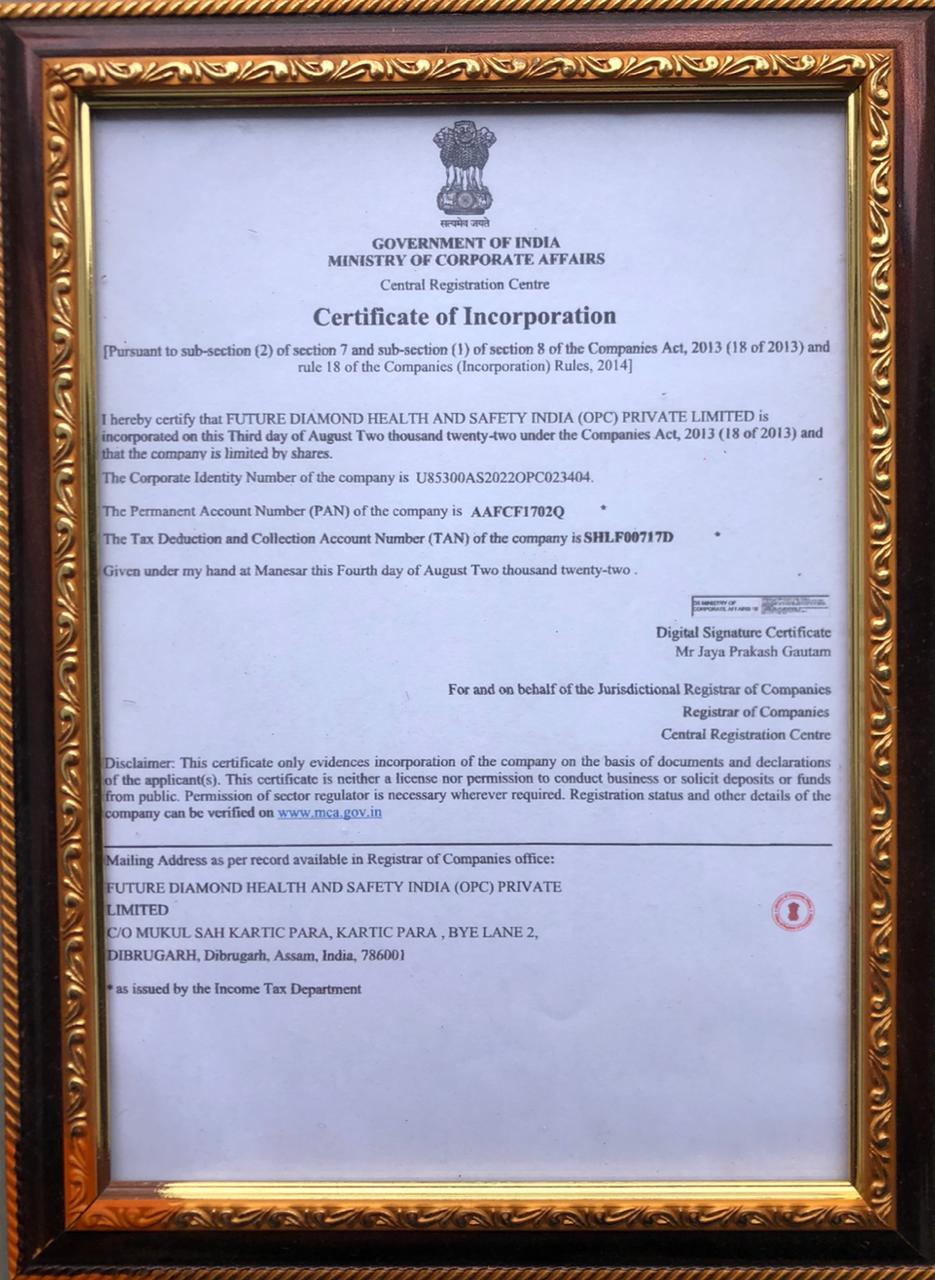 सत्यमेव जयते
GOVERNMENT OF INDIA
MINISTRY OF CORPORATE AFFAIRS
Central Registration Centre
Certificate of Incorporation
[Pursuant to sub-section (2) of section 7 and sub-section (1) of section 8 of the Companies Act, 2013 (18 of 2013) and
rule 18 of the Companies (Incorporation) Rules, 2014]
I hereby certify that FUTURE DIAMOND HEALTH AND SAFETY INDIA (OPC) PRIVATE LIMITED is
incorporated on this Third day of August Two thousand twenty-two under the Companies Act, 2013 (18 of 2013) and
that the company is limited by shares.
The Corporate Identity Number of the company is U85300AS2022OPC023404.
The Permanent Account Number (PAN) of the company is AAFCF1702Q *
The Tax Deduction and Collection Account Number (TAN) of the company is SHLF00717D *
Given under my hand at Manesar this Fourth day of August Two thousand twenty-two .
DS MINISTRY OF
CORPORATE AFFAIRS
Digital Signature Certificate
Mr Jaya Prakash Gautam
For and on behalf of the Jurisdictional Registrar of Companies
Registrar of Companies
Central Registration Centre
Disclaimer: This certificate only evidences incorporation of the company on the basis of documents and declarations
of the applicant(s). This certificate is neither a license nor permission to conduct business or solicit deposits or funds
from public. Permission of sector regulator is necessary wherever required. Registration status and other details of the
company can be verified on www.mca.gov.in
Mailing Address as per record available in Registrar of Companies office:
FUTURE DIAMOND HEALTH AND SAFETY INDIA (OPC) PRIVATE
LIMITED
C/O MUKUL SAH KARTIC PARA, KARTIC PARA , BYE LANE 2,
DIBRUGARH, Dibrugarh, Assam, India, 786001
* as issued by the Income Tax Department